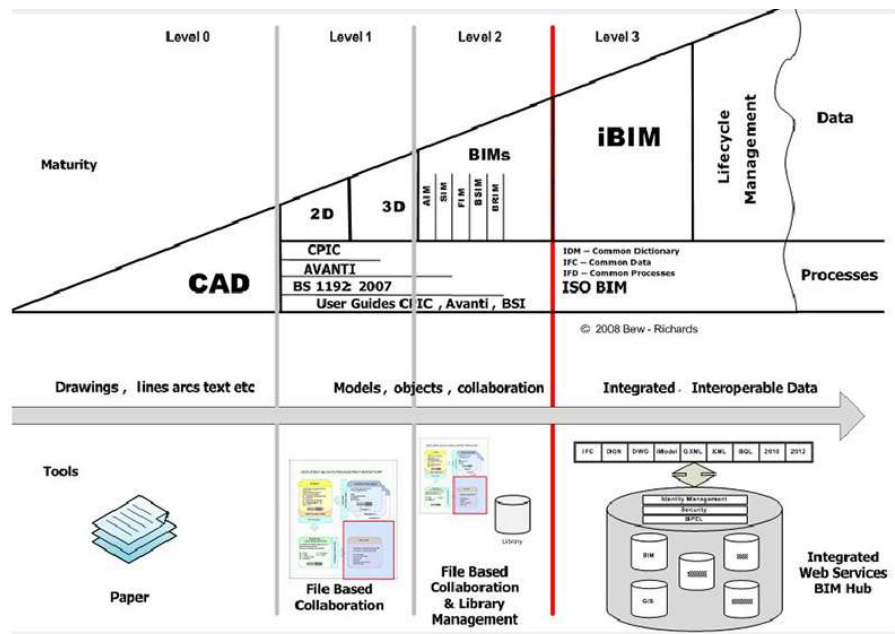 Level 0
Level 1
Level 2
Level 3
Maturity
CAD
2D
3D
BIMs
AIM
SIM
FIM
BSIM
BRIM
iBIM
Lifecycle
Management
Data
CPIC
AVANTI
BS 1192: 2007
User Guides CPIC , Avanti , BSI
IDM – Common Dictionary
IFC – Common Data
IFD – Common Processes
ISO BIM
Processes
© 2008 Bew - Richards
Drawings , lines arcs text etc
Models , objects , collaboration
Integrated , Interoperable Data
Tools
Paper
File Based
Collaboration
File Based
Collaboration
& Library
Management
Library
IFC DGN DWG iModel GXML XML SQL 2010 2012
Identity Management
Security
BPEL
BIM
GIS
Integrated
Web Services
BIM Hub